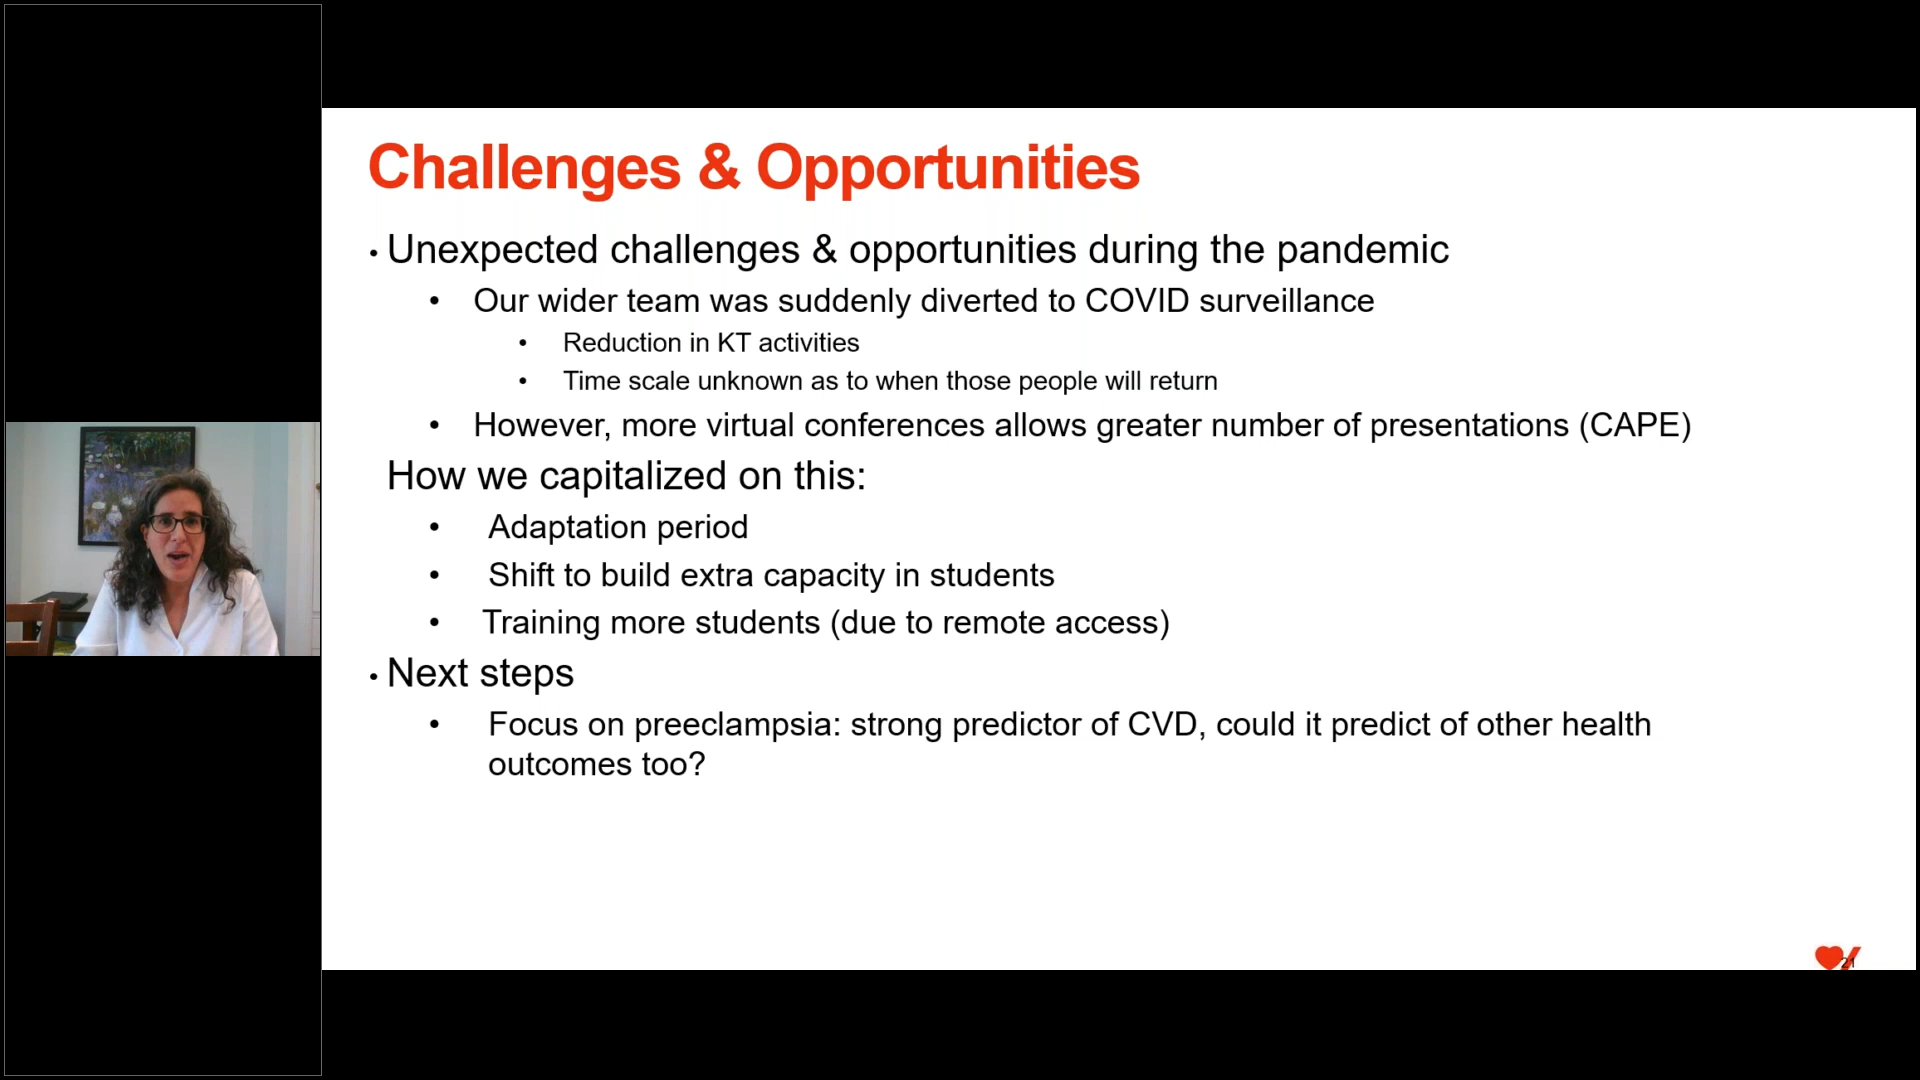 Challenges & Opportunities
• Unexpected challenges & opportunities during the pandemic
• Our wider team was suddenly diverted to COVID surveillance
• Reduction in KT activities
• Time scale unknown as to when those people will return
• However, more virtual conferences allows greater number of presentations (CAPE)
How we capitalized on this:
• Adaptation period
• Shift to build extra capacity in students
• Training more students (due to remote access)
• Next steps
• Focus on preeclampsia: strong predictor of CVD, could it predict of other health
outcomes too?
21